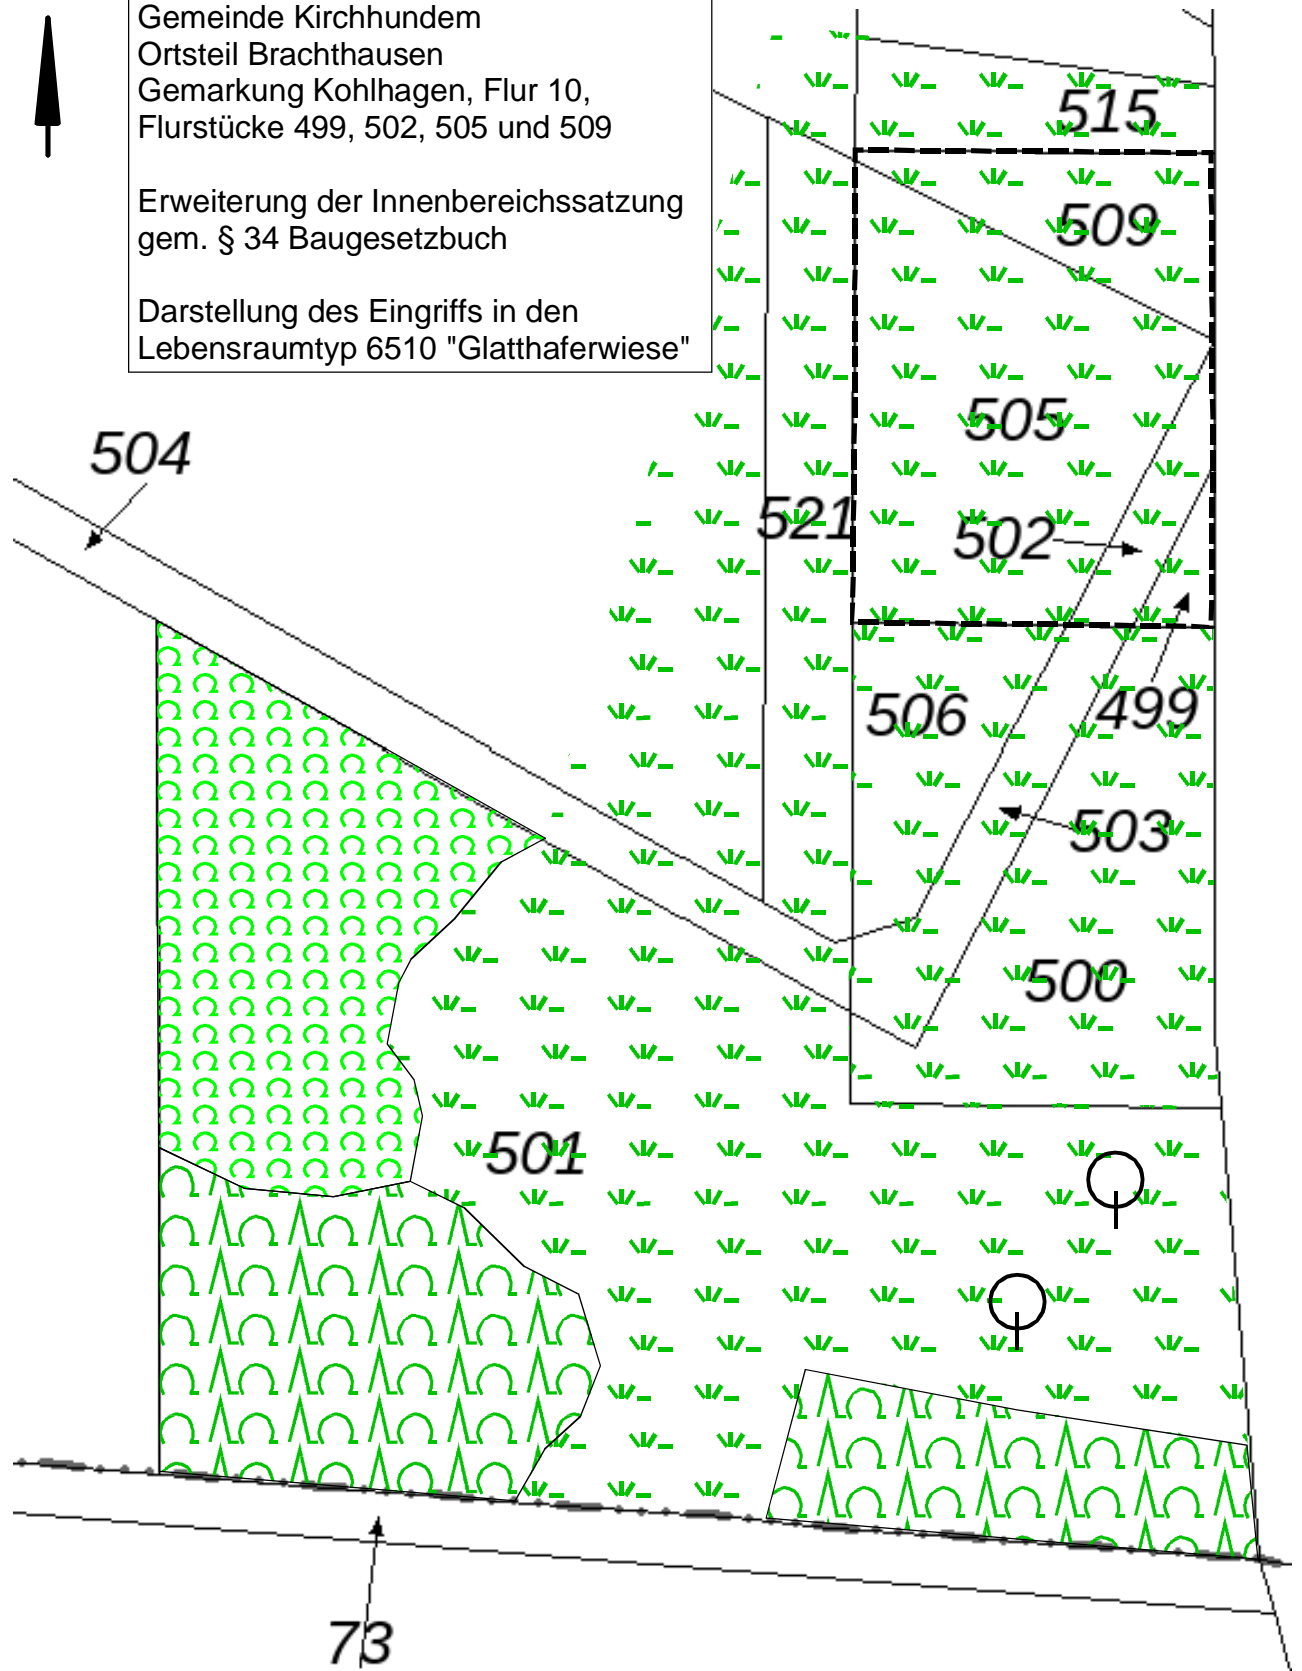 Gemeinde Kirchhundem
Ortsteil Brachthausen
Gemarkung Kohlhagen, Flur 10,
Flurstücke 499, 502, 505 und 509
Erweiterung der Innenbereichssatzung
gem. § 34 Baugesetzbuch
Darstellung des Eingriffs in den
Lebensraumtyp 6510 "Glatthaferwiese"
515
509
505
504
521
502
506
499
503
500
501
73